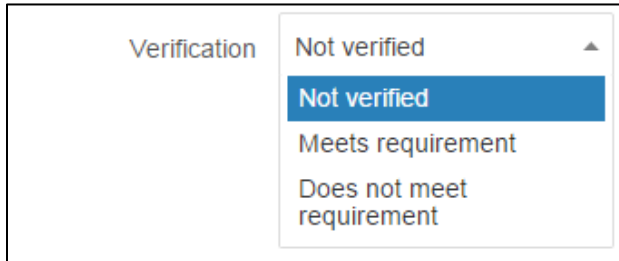 Verification Not verified
Not verified
Meets requirement
Does not meet
requirement